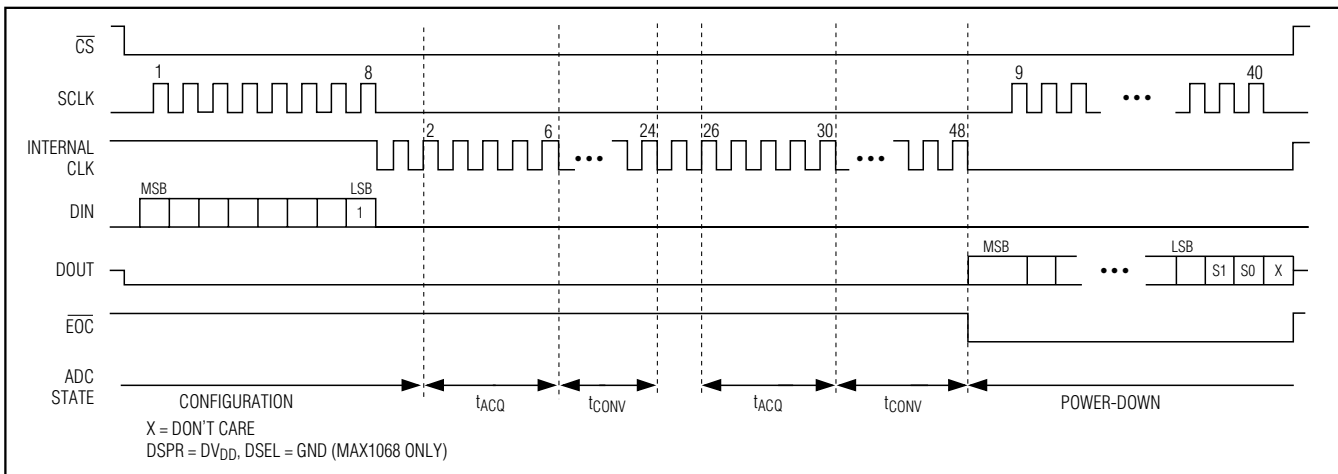 CS
1 8 9 40
SCLK
•••
2 6 24 26 30 48
INTERNAL
CLK
••• •••
MSB LSB
DIN 1
MSB LSB
DOUT ••• S1 S0 X
EOC
ADC
STATE
CONFIGURATION tACQ tCONV tACQ tCONV POWER-DOWN
X = DON'T CARE
DSPR = DVDD, DSEL = GND (MAX1068 ONLY)